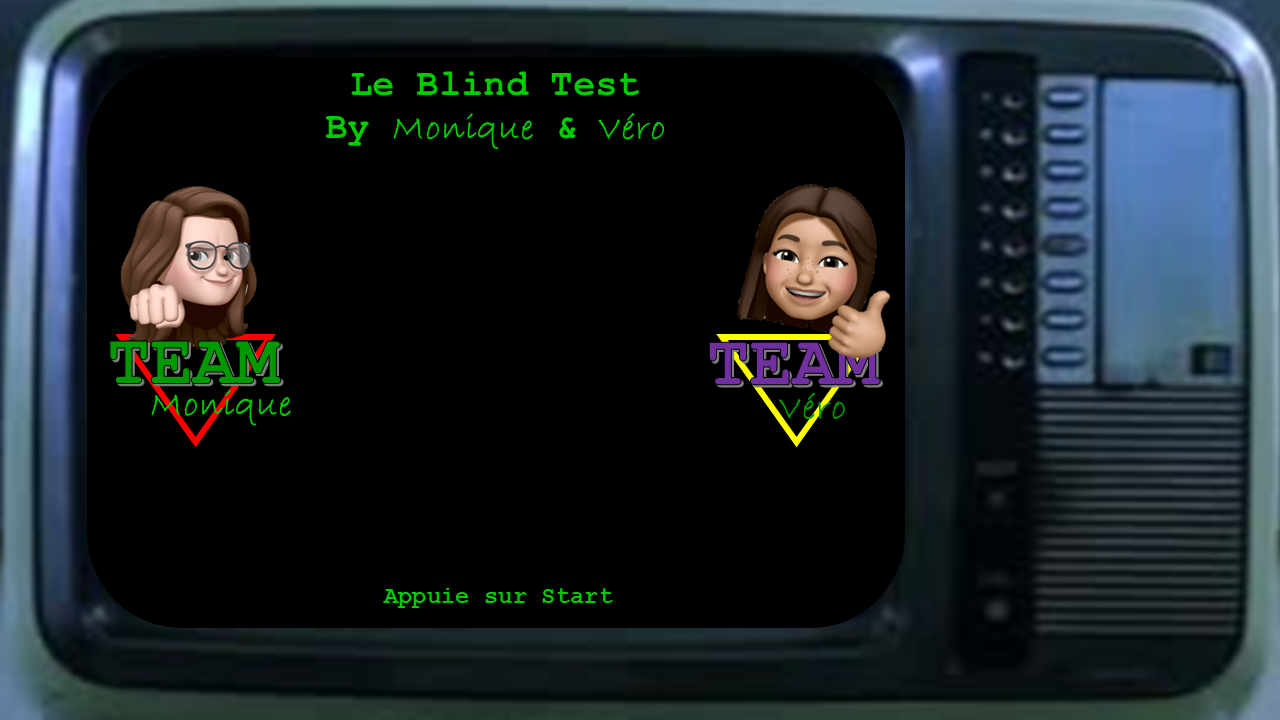 Le Blind Test
By Monique & Véro
TEAM
Monique
TEAM
Véro
Appuie sur Start